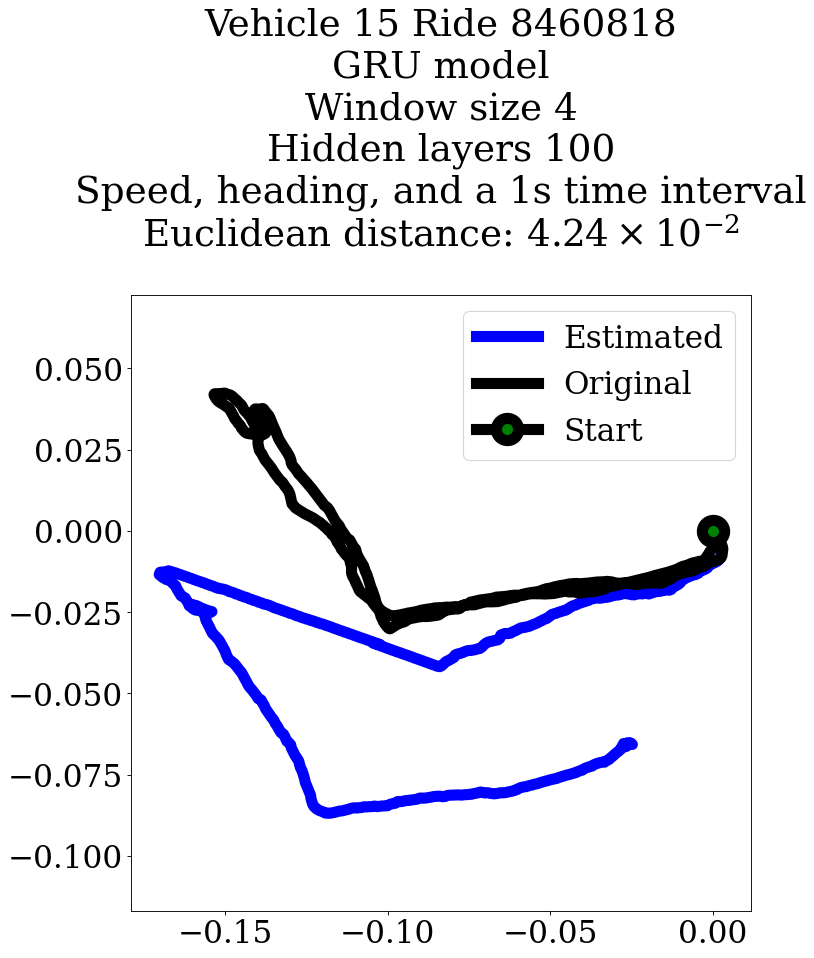 Vehicle 15 Ride 8460818
GRU model
Window size 4
Hidden layers 100
Speed, heading, and a 1s time interval
Euclidean distance: 4.24 × 10⁻²
Estimated
Original
Start
0.050
0.025
0.000
−0.025
−0.050
−0.075
−0.100
−0.15
−0.10
−0.05
0.00